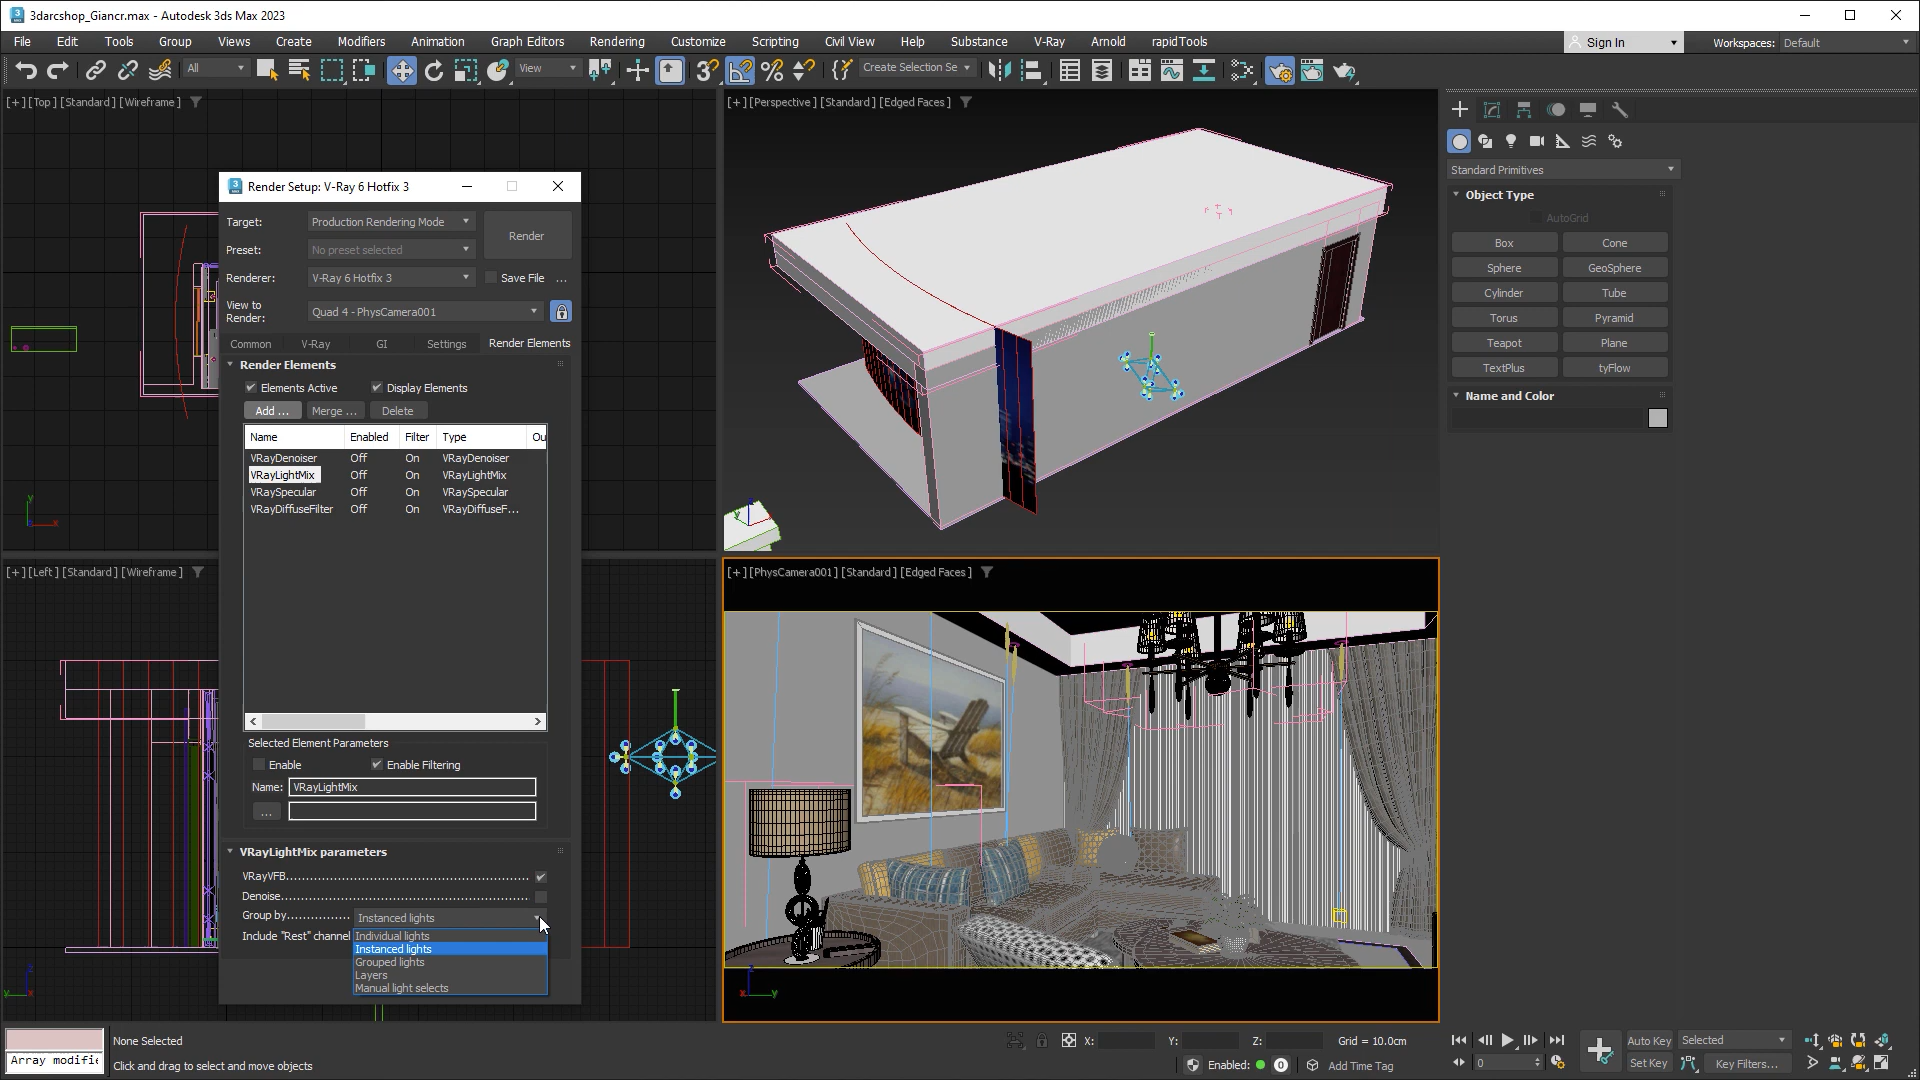 3darcshop_Giancr.max - Autodesk 3ds Max 2023
File Edit Tools Group Views Create Modifiers Animation Graph Editors Rendering Customize Scripting Civil View Help Substance V-Ray Arnold rapidTools
Sign In
Workspaces: Default
All
View
Create Selection Se
[+] [Top] [Standard] [Wireframe]
[+] [Perspective] [Standard] [Edged Faces]
Standard Primitives
Object Type
AutoGrid
Box Cone
Sphere GeoSphere
Cylinder Tube
Torus Pyramid
Teapot Plane
TextPlus tyFlow
Name and Color
Render Setup: V-Ray 6 Hotfix 3
Target: Production Rendering Mode
Render
Preset: No preset selected
Renderer: V-Ray 6 Hotfix 3
Save File ...
View to
Render:
Quad 4 - PhysCamera001
Common V-Ray GI Settings Render Elements
Render Elements
Elements Active Display Elements
Add ... Merge ... Delete
Name Enabled Filter Type Ou
VRayDenoiser Off On VRayDenoiser
VRayLightMix Off On VRayLightMix
VRaySpecular Off On VRaySpecular
VRayDiffuseFilter Off On VRayDiffuseF...
Selected Element Parameters
Enable Enable Filtering
Name: VRayLightMix
...
VRayLightMix parameters
VRayVFB
Denoise
Group by Instanced lights
Include "Rest" channel
Individual lights
Instanced lights
Grouped lights
Layers
Manual light selects
[+] [Left] [Standard] [Wireframe]
[+] [PhysCamera001] [Standard] [Edged Faces]
Array modifie
None Selected
Click and drag to select and move objects
X: Y: Z: Grid = 10.0cm
Enabled: 0 Add Time Tag
0
Auto Key Selected
Set Key Key Filters...